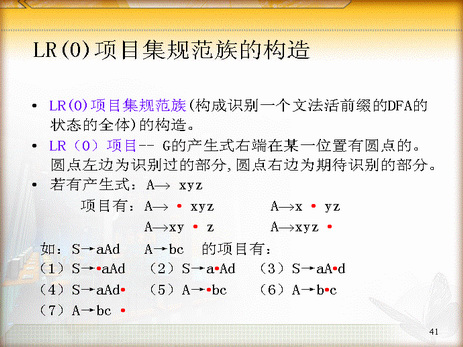 LR(0)项目集规范族的构造
• LR(0)项目集规范族(构成识别一个文法活前缀的DFA的
状态的全体)的构造。
• LR（0）项目-- G的产生式右端在某一位置有圆点的。
圆点左边为识别过的部分,圆点右边为期待识别的部分。
• 若有产生式：A→ xyz
项目有：A→ • xyz A→x • yz
A→xy • z A→xyz •
如：S→aAd A→bc 的项目有：
（1）S→•aAd （2）S→a•Ad （3）S→aA•d
（4）S→aAd• （5）A→•bc （6）A→b•c
（7）A→bc •
41